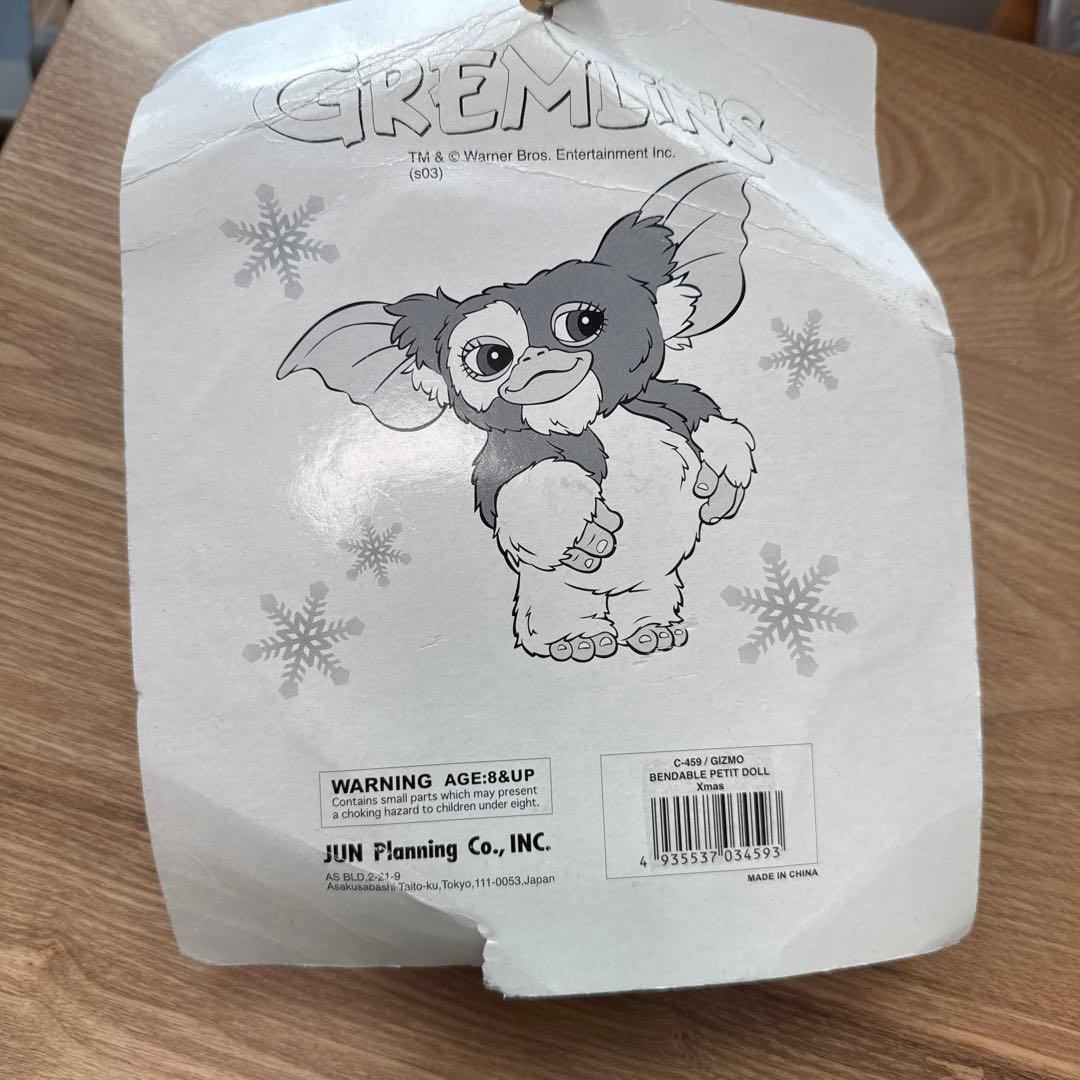 GREMLiNS
TM & © Warner Bros. Entertainment Inc.
(s03)
WARNING AGE:8&UP
Contains small parts which may present
a choking hazard to children under eight.
JUN Planning Co., INC.
AS BLD,2-21-9
Asakusabashi Taito-ku,Tokyo,111-0053,Japan
C-459 / GIZMO
BENDABLE PETIT DOLL
Xmas
4 935537 034593
MADE IN CHINA